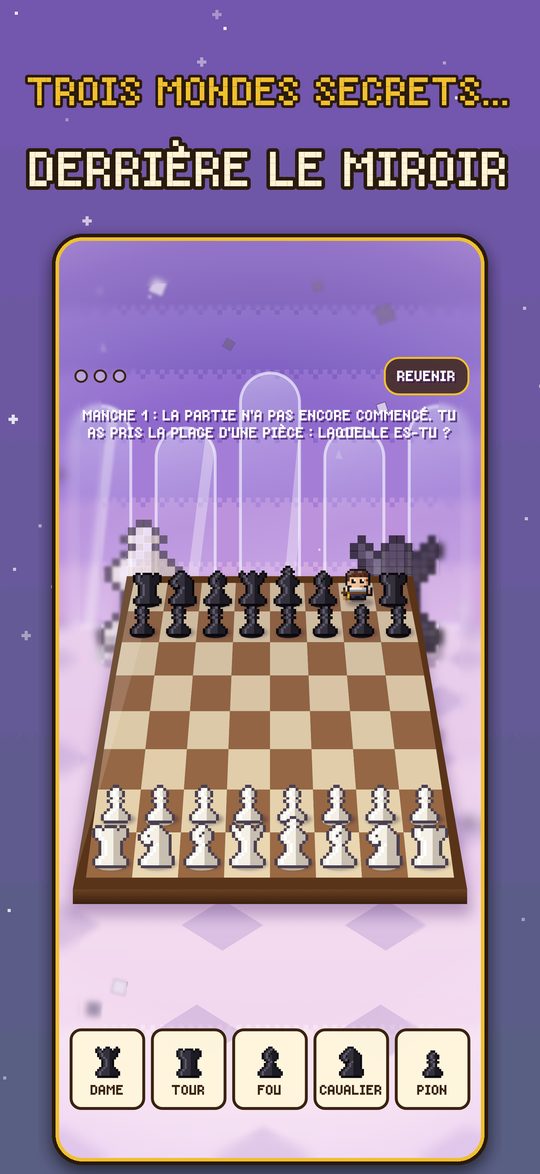 TROIS MONDES SECRETS...
DERRIÈRE LE MIROIR
REVENIR
MANCHE 1 : LA PARTIE N'A PAS ENCORE COMMENCÉ. TU
AS PRIS LA PLACE D'UNE PIÈCE : LAQUELLE ES-TU ?
DAME
TOUR
FOU
CAVALIER
PION